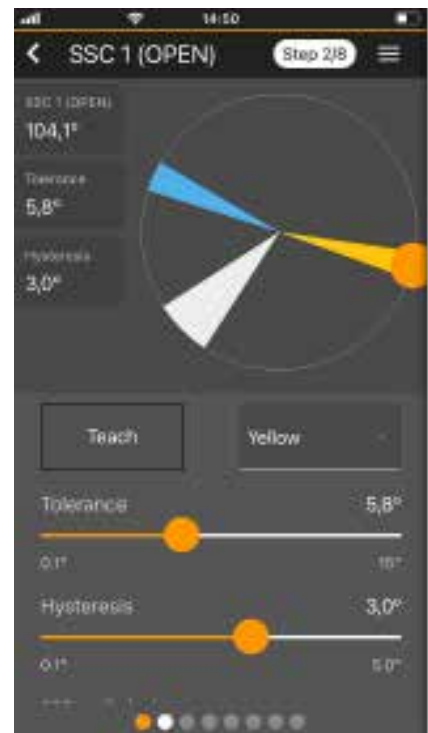 14:50
SSC 1 (OPEN)
Step 2/8
SSC 1 (OPEN)
104,1°
Tolerance
5,8°
Hysteresis
3,0°
Teach
Yellow
Tolerance
5,8°
0.1°
15°
Hysteresis
3,0°
0.1°
5.0°